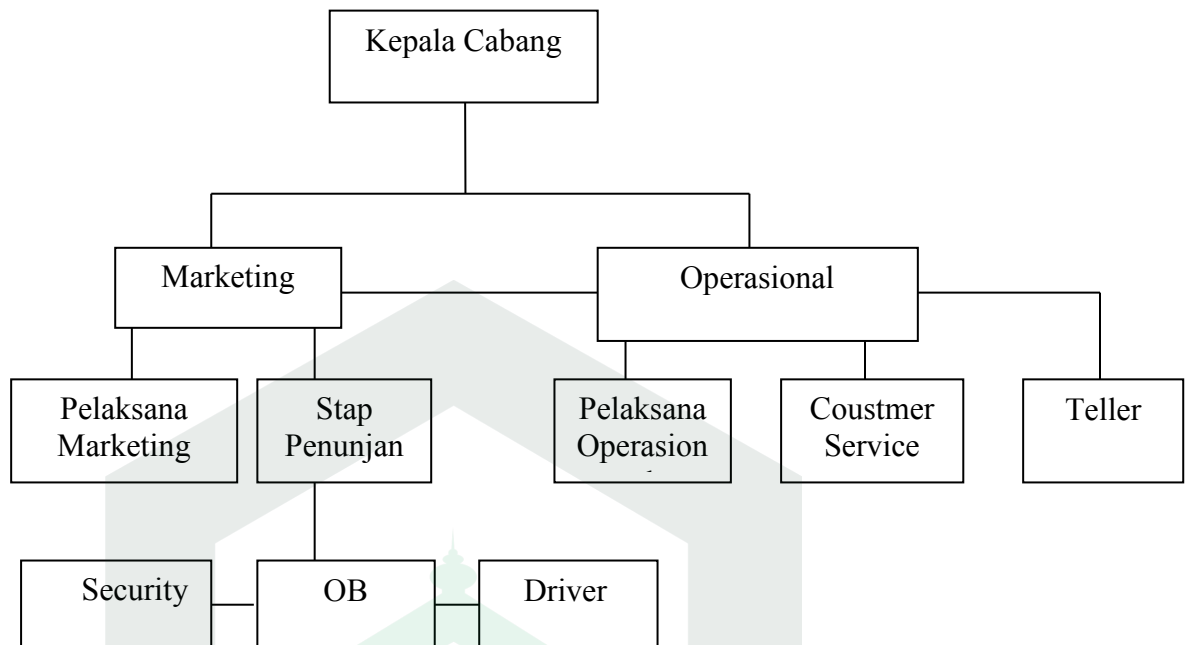 Kepala Cabang
Marketing
Operasional
Pelaksana
Marketing
Stap
Penunjan
Pelaksana
Operasion
Coustmer
Service
Teller
Security
OB
Driver